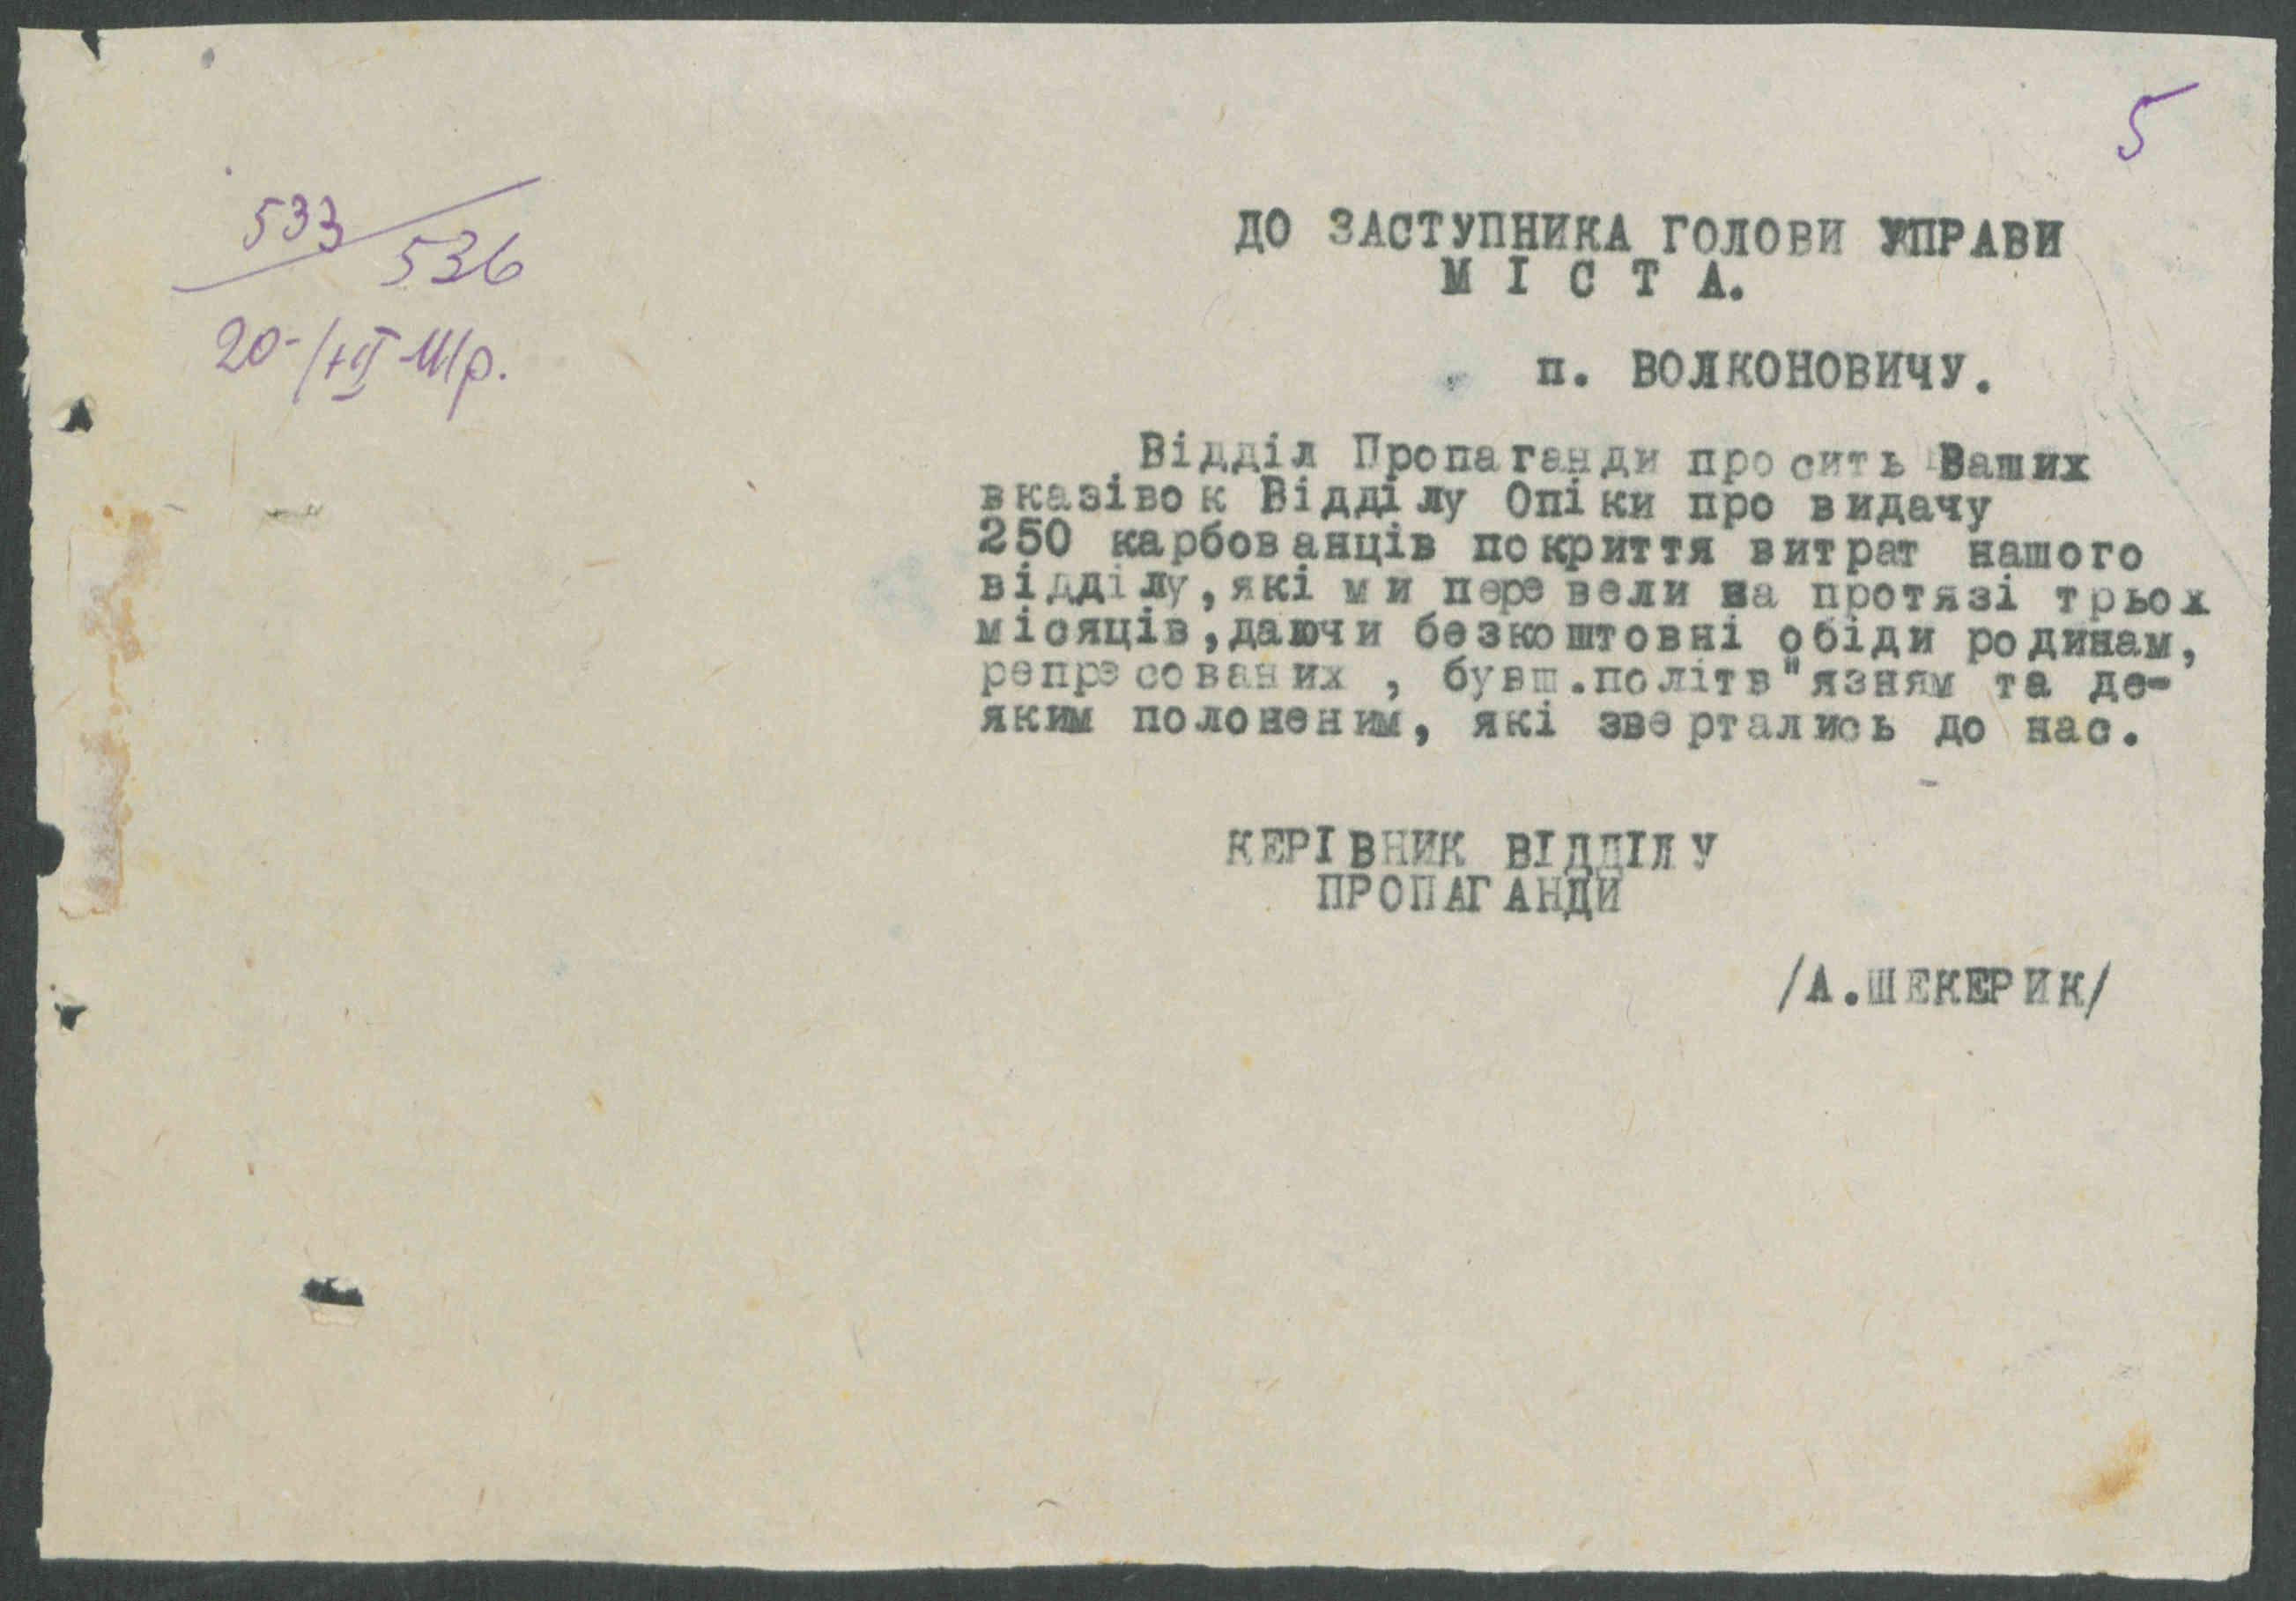 5
533/536
ДО ЗАСТУПНИКА ГОЛОВИ УПРАВИ
М І С Т А.
п. ВОЛКОНОВИЧУ.
Відділ Пропаганди просить Ваших
вказівок Відділу Опіки про видачу
250 карбованців покриття витрат нашого
відділу, які ми перевели на протязі трьох
місяців, даючи безкоштовні обіди родинам,
репресованих , бувш.політв"язням та де-
яким полоненим, які звертались до нас.
КЕРІВНИК ВІДДІЛУ
ПРОПАГАНДИ
/А.ШЕКЕРИК/